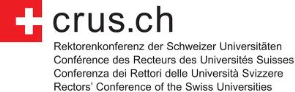 crus.ch
Rektorenkonferenz der Schweizer Universitäten
Conférence des Recteurs des Universités Suisses
Conferenza dei Rettori delle Università Svizzere
Rectors' Conference of the Swiss Universities